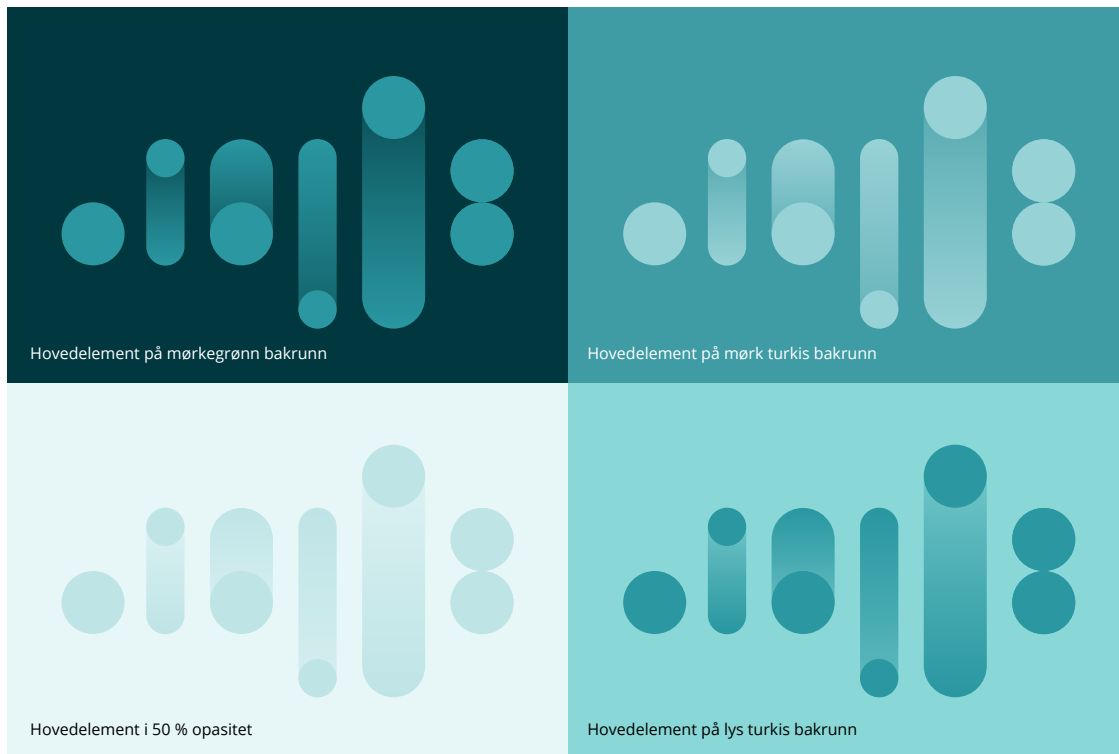 Hovedelement på mørkegrønn bakrunn
Hovedelement på mørk turkis bakrunn
Hovedelement i 50 % opasitet
Hovedelement på lys turkis bakrunn